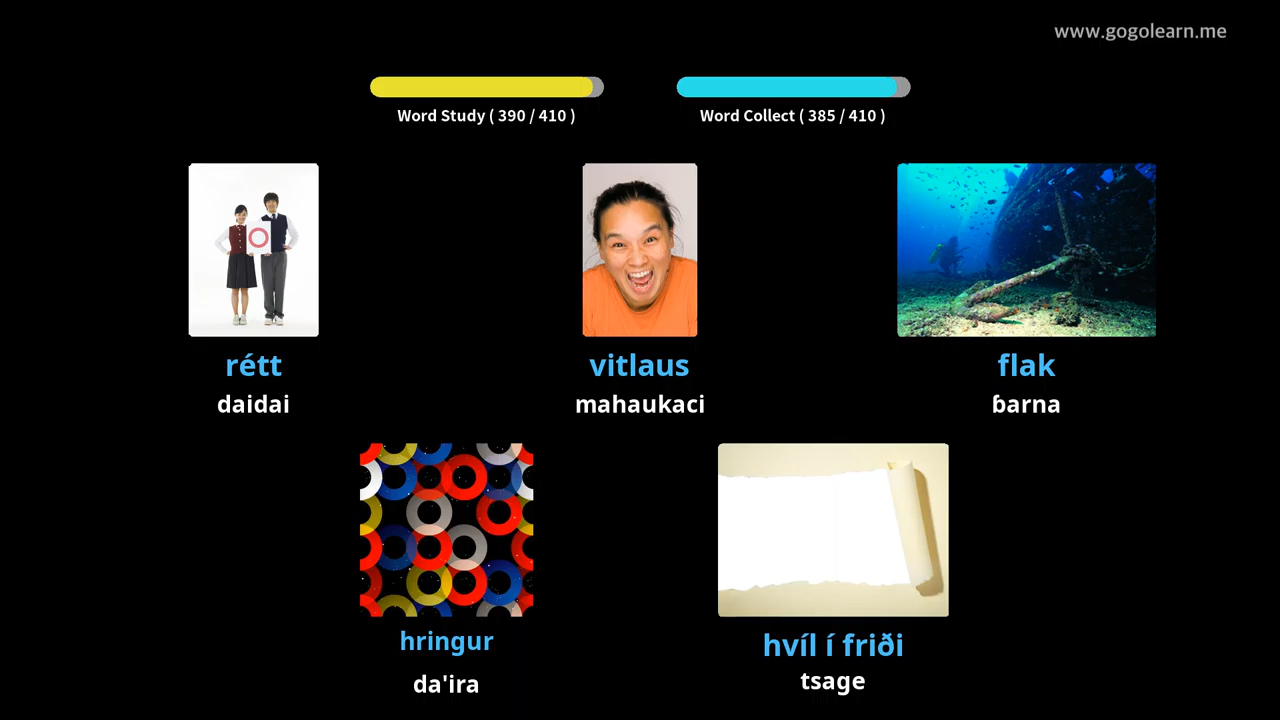 www.gogolearn.me
Word Study ( 390 / 410 )
Word Collect ( 385 / 410 )
rétt
daidai
vitlaus
mahaukaci
flak
ɓarna
hringur
da'ira
hvíl í friði
tsage